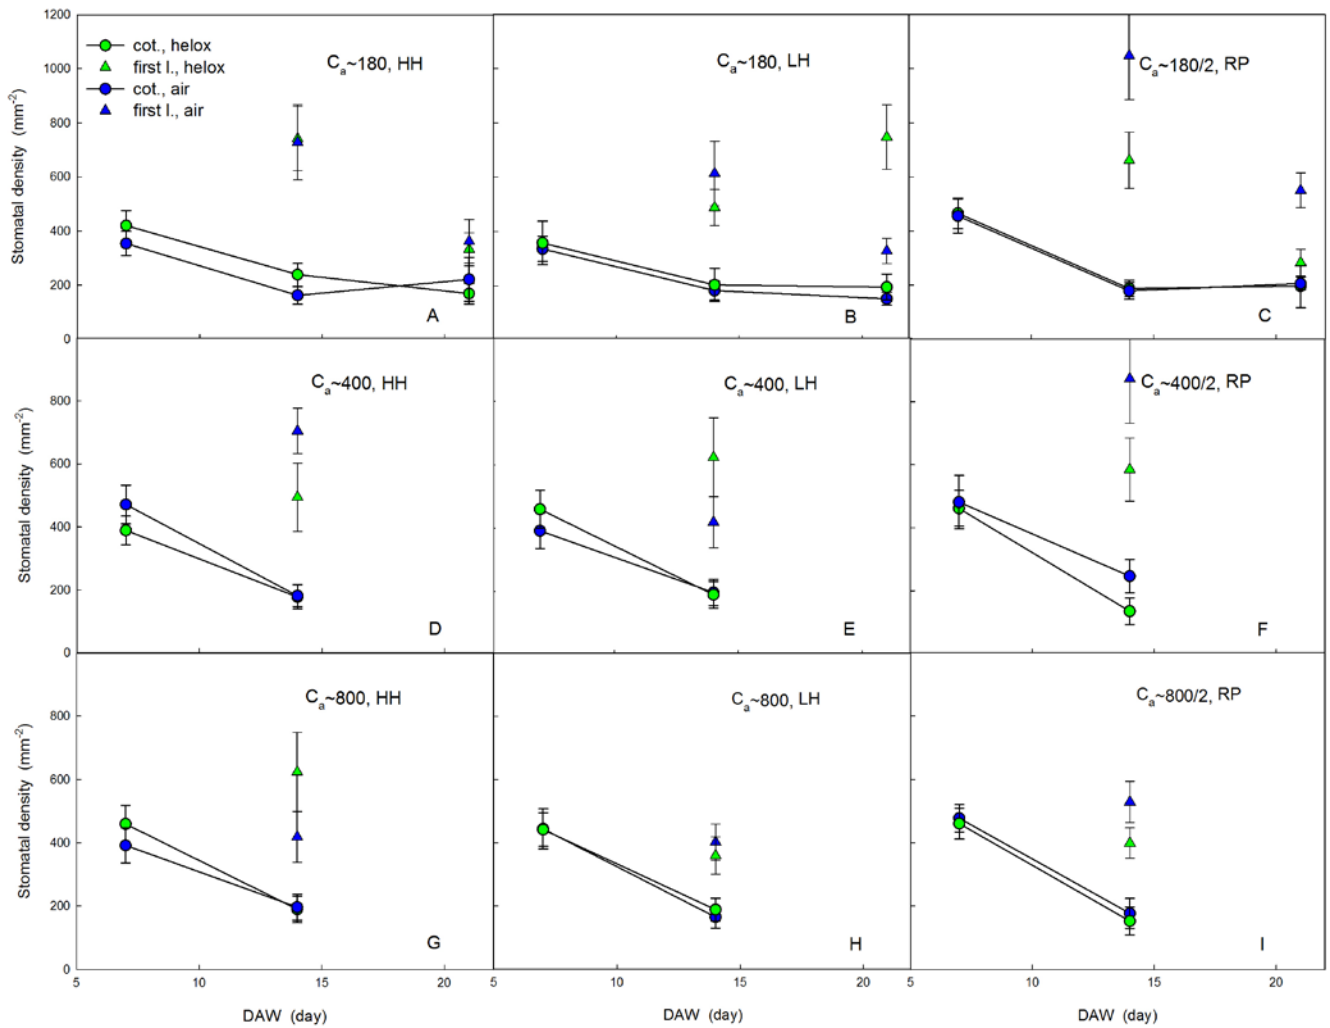 1200
1000
800
600
400
200
0
Stomatal density (mm⁻²)
cot., helox
first l., helox
cot., air
first l., air
Cₐ~180, HH
A
Cₐ~180, LH
B
Cₐ~180/2, RP
C
800
600
400
200
0
Stomatal density (mm⁻²)
Cₐ~400, HH
D
Cₐ~400, LH
E
Cₐ~400/2, RP
F
800
600
400
200
0
Stomatal density (mm⁻²)
Cₐ~800, HH
G
Cₐ~800, LH
H
Cₐ~800/2, RP
I
5 10 15 20 5 10 15 20 5 10 15 20
DAW (day) DAW (day) DAW (day)